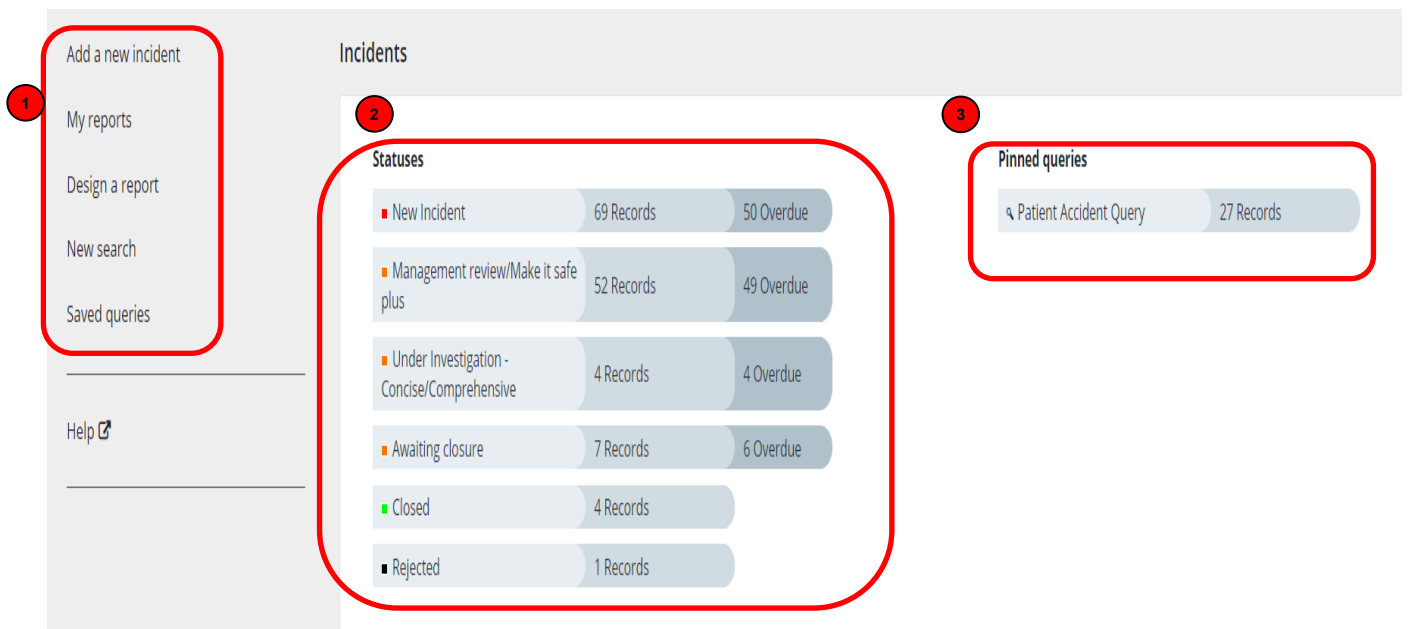 Add a new incident
My reports
Design a report
New search
Saved queries
Help
1
Incidents
2
Statuses
New Incident 69 Records 50 Overdue
Management review/Make it safe
plus 52 Records 49 Overdue
Under Investigation -
Concise/Comprehensive 4 Records 4 Overdue
Awaiting closure 7 Records 6 Overdue
Closed 4 Records
Rejected 1 Records
3
Pinned queries
Patient Accident Query 27 Records